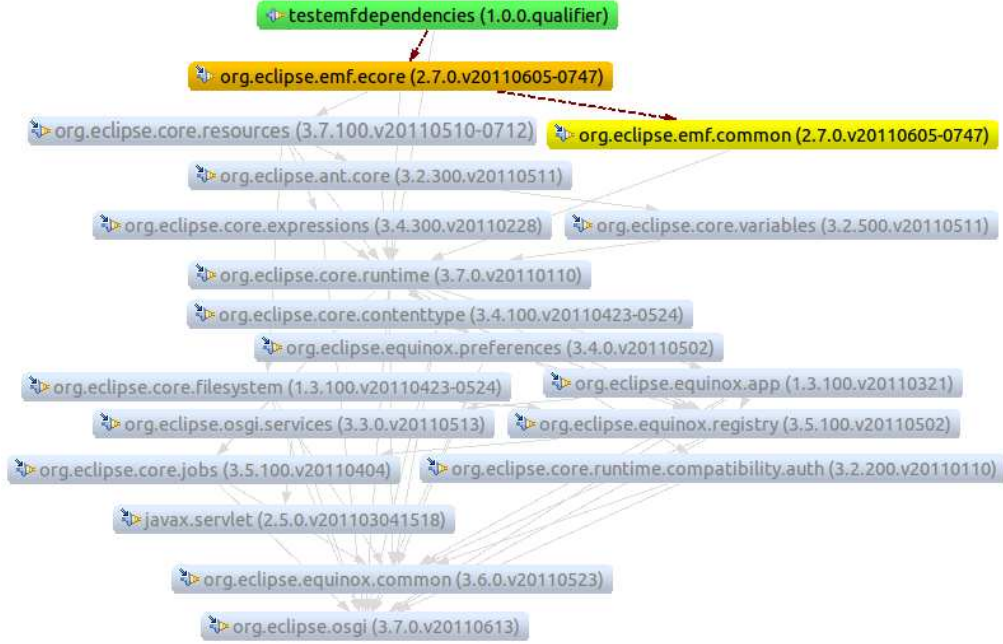 testemfdependencies (1.0.0.qualifier)
org.eclipse.emf.ecore (2.7.0.v20110605-0747)
org.eclipse.core.resources (3.7.100.v20110510-0712)
org.eclipse.emf.common (2.7.0.v20110605-0747)
org.eclipse.ant.core (3.2.300.v20110511)
org.eclipse.core.expressions (3.4.300.v20110228)
org.eclipse.core.variables (3.2.500.v20110511)
org.eclipse.core.runtime (3.7.0.v20110110)
org.eclipse.core.contenttype (3.4.100.v20110423-0524)
org.eclipse.equinox.preferences (3.4.0.v20110502)
org.eclipse.core.filesystem (1.3.100.v20110423-0524)
org.eclipse.equinox.app (1.3.100.v20110321)
org.eclipse.osgi.services (3.3.0.v20110513)
org.eclipse.equinox.registry (3.5.100.v20110502)
org.eclipse.core.jobs (3.5.100.v20110404)
org.eclipse.core.runtime.compatibility.auth (3.2.200.v20110110)
javax.servlet (2.5.0.v201103041518)
org.eclipse.equinox.common (3.6.0.v20110523)
org.eclipse.osgi (3.7.0.v20110613)